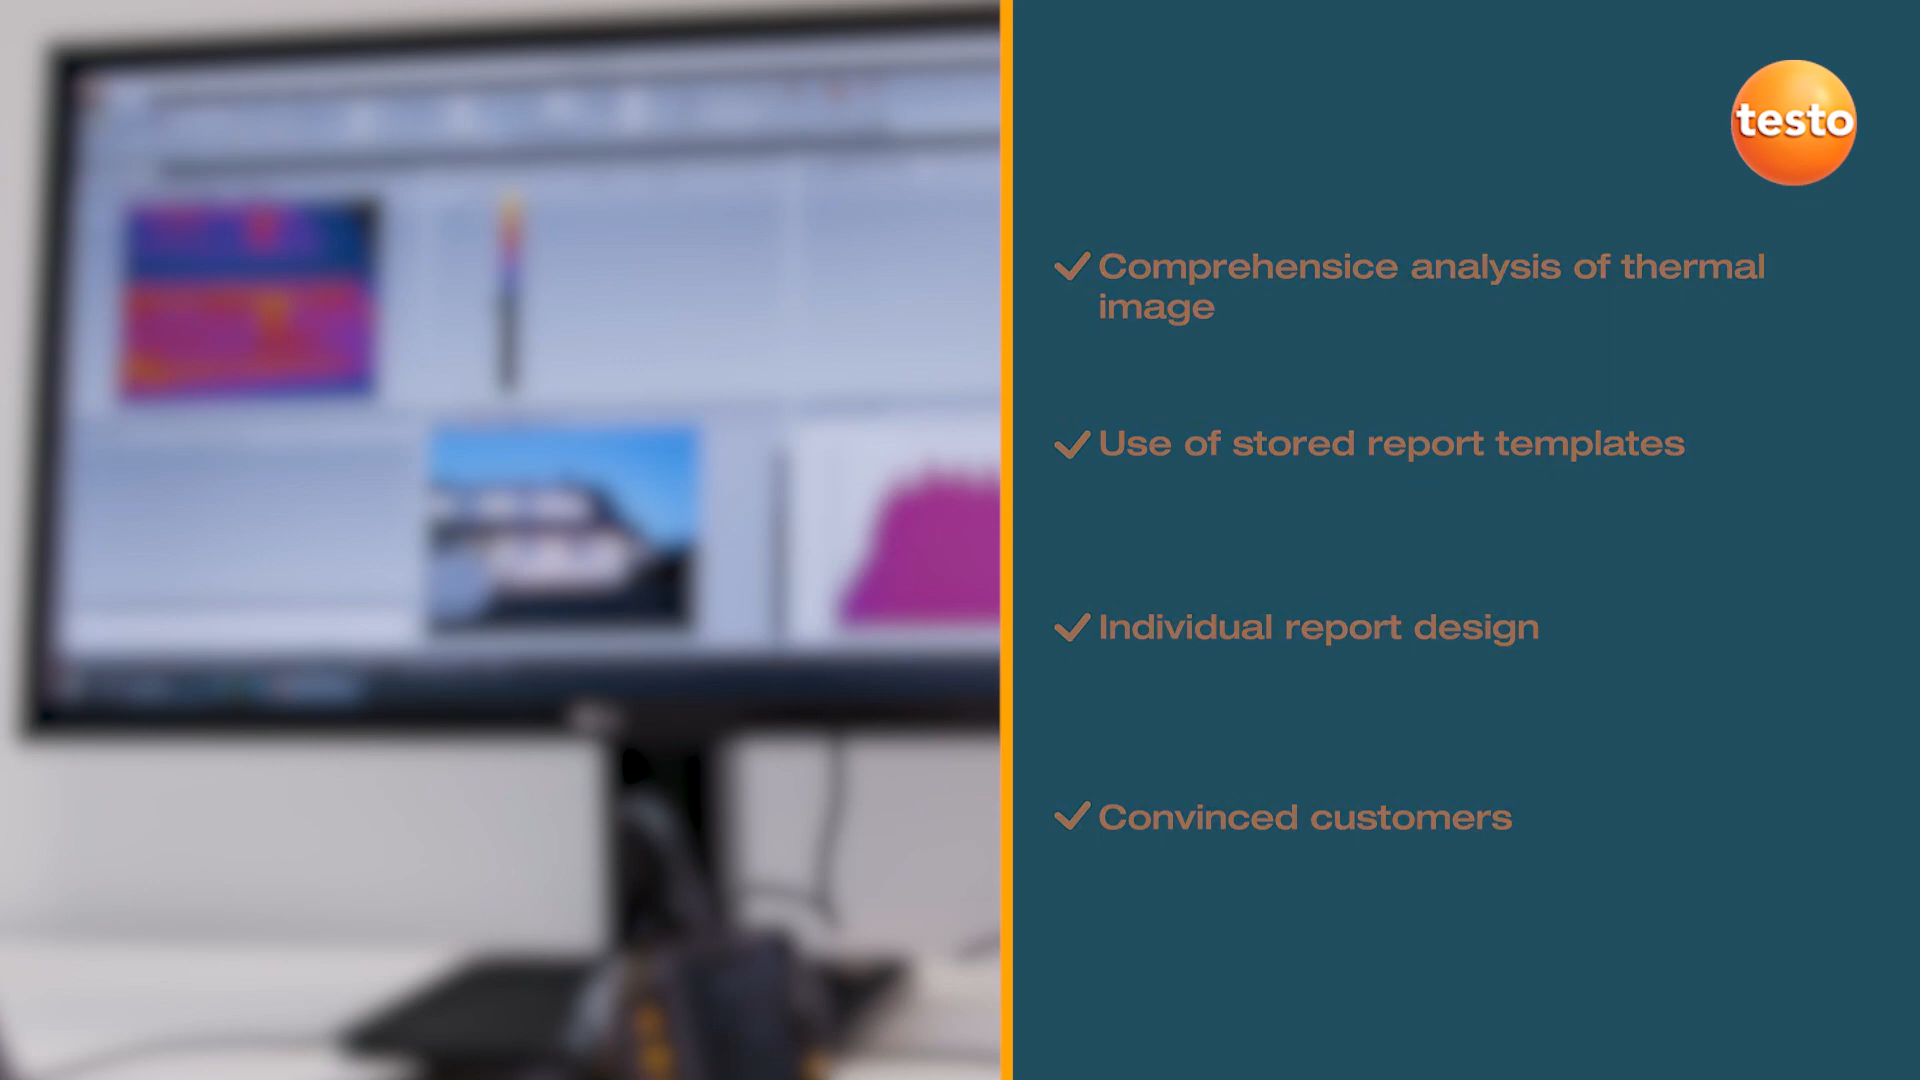 testo
Comprehensice analysis of thermal
image
Use of stored report templates
Individual report design
Convinced customers